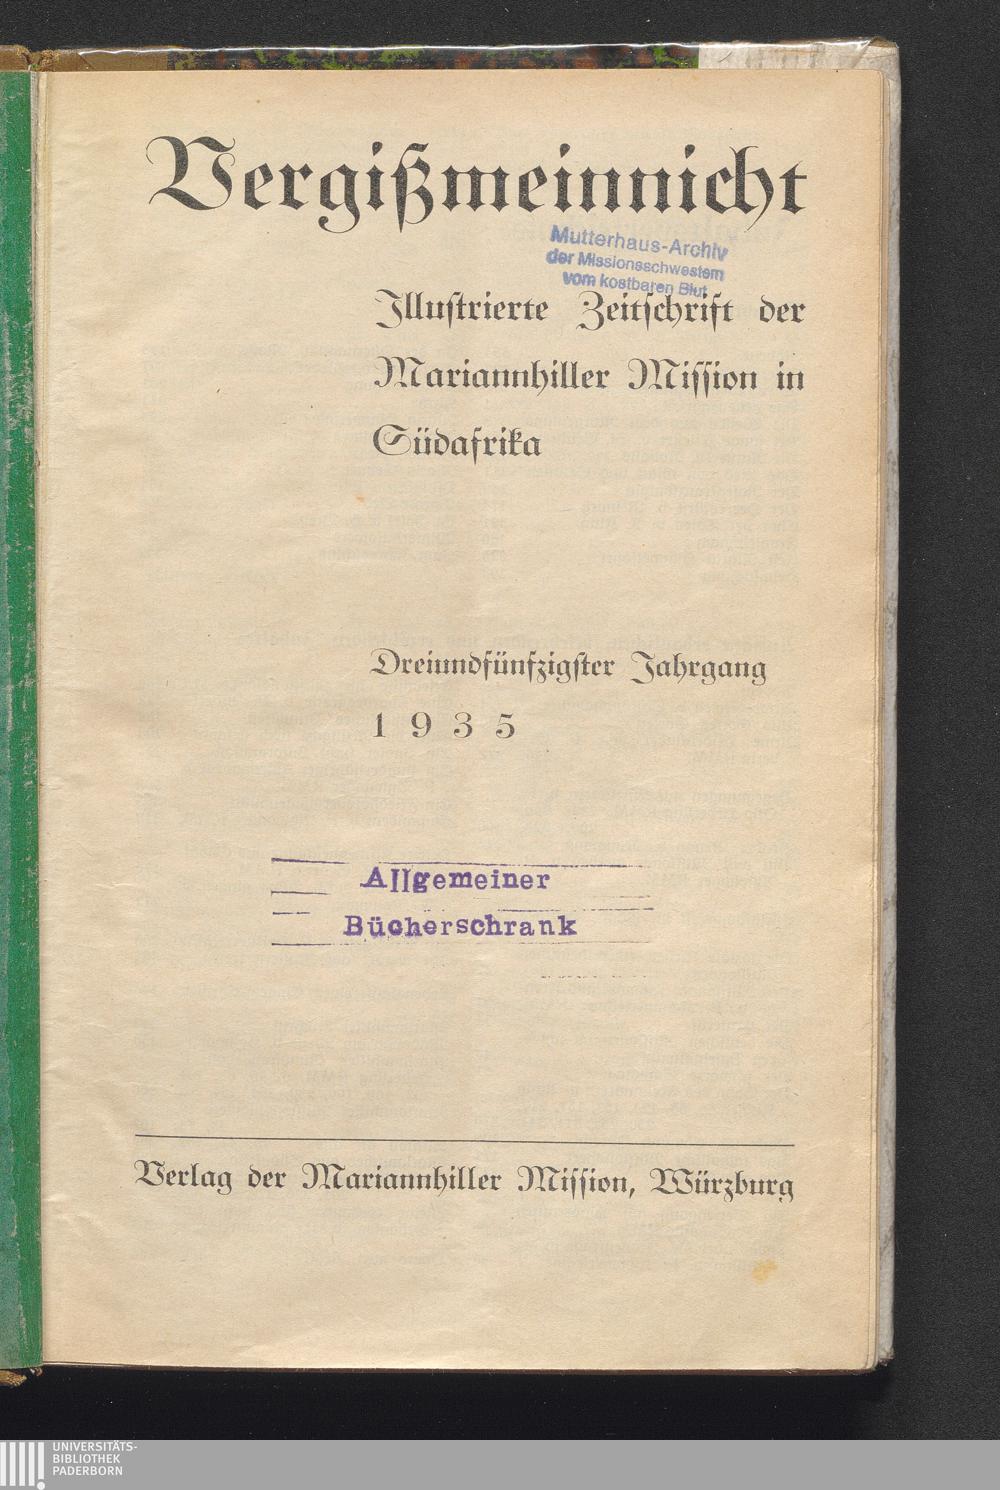 Vergißmeinnicht
Mutterhaus-Archiv
der Missionsschwestern
vom kostbaren Blut
Illustrierte Zeitschrift der
Mariannhiller Mission in
Südafrika
Dreiundfünfzigster Jahrgang
1935
Allgemeiner
Bücherschrank
Verlag der Mariannhiller Mission, Würzburg
UNIVERSITÄTS-
BIBLIOTHEK
PADERBORN